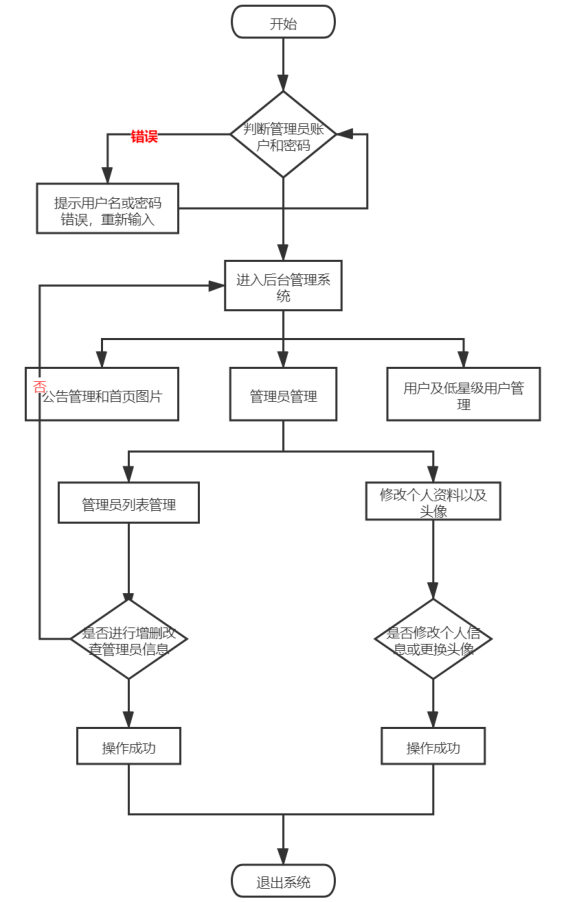 开始
判断管理员账
户和密码
错误
提示用户名或密码
错误，重新输入
进入后台管理系
统
否
公告管理和首页图片
管理员管理
用户及低星级用户管
理
管理员列表管理
修改个人资料以及
头像
是否进行增删改
查管理员信息
是否修改个人信
息或更换头像
操作成功
操作成功
退出系统